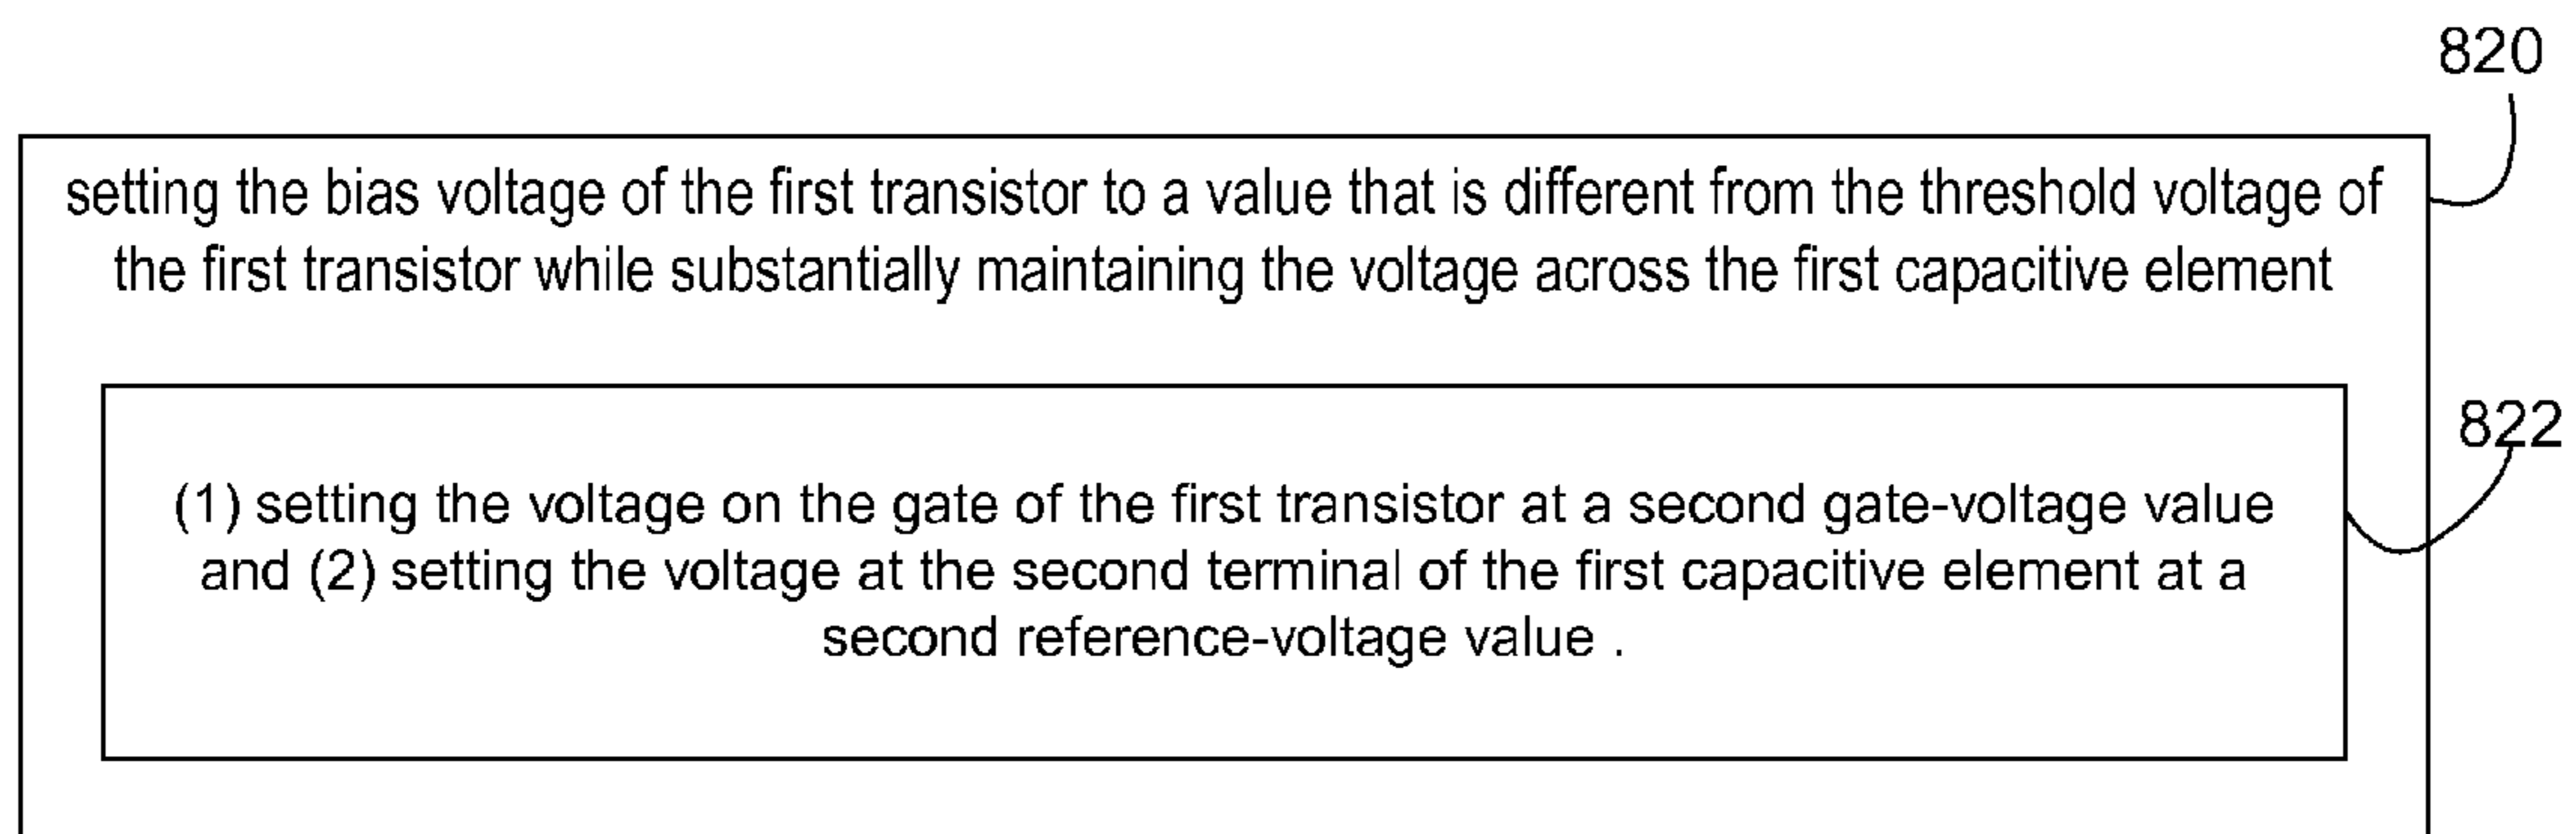 820
setting the bias voltage of the first transistor to a value that is different from the threshold voltage of
the first transistor while substantially maintaining the voltage across the first capacitive element
822
(1) setting the voltage on the gate of the first transistor at a second gate-voltage value
and (2) setting the voltage at the second terminal of the first capacitive element at a
second reference-voltage value .